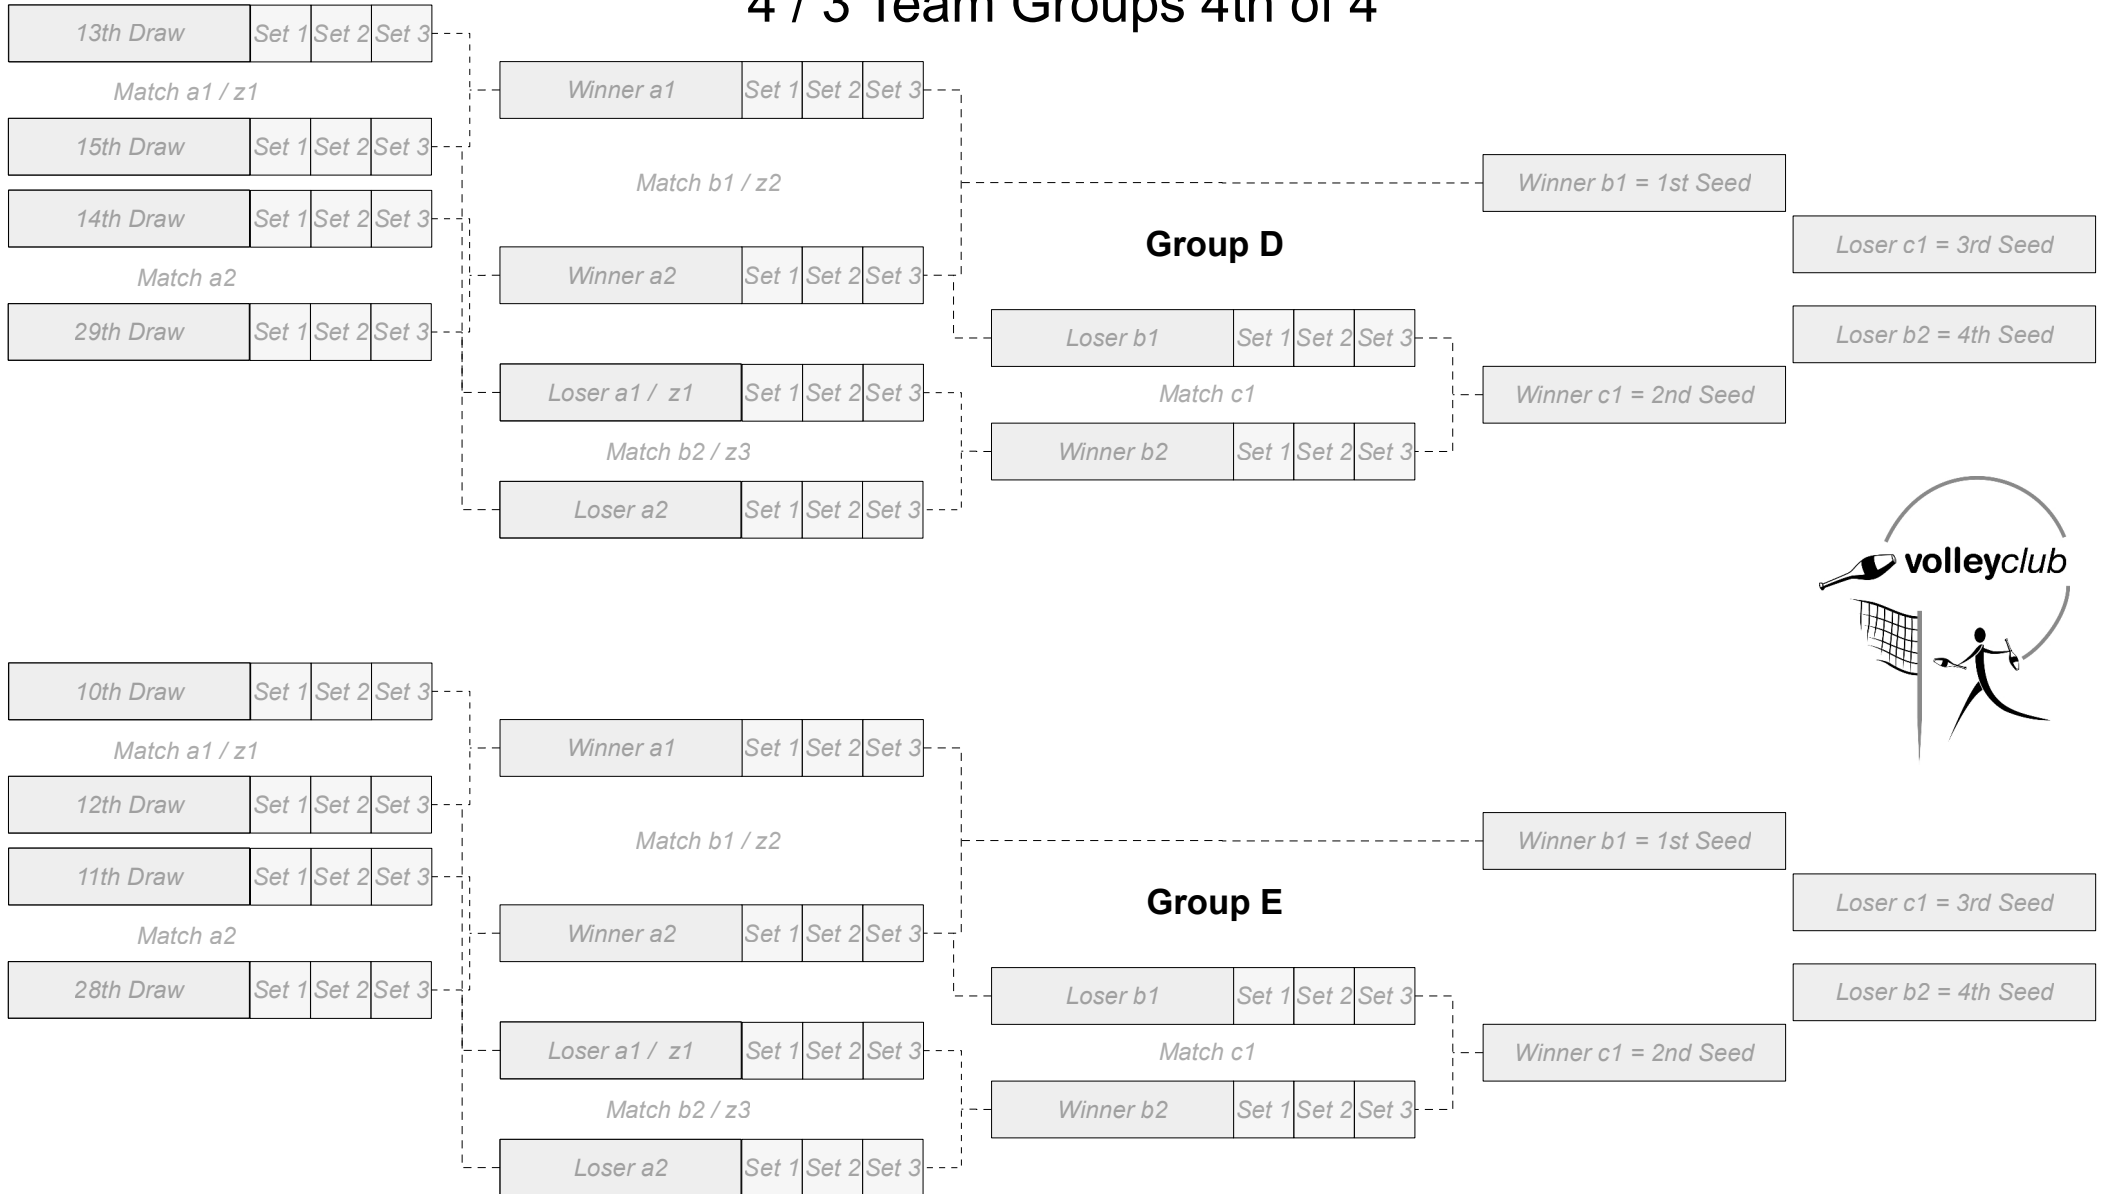 4 / 3 Team Groups 4th of 4
13th Draw Set 1 Set 2 Set 3
Match a1 / z1
15th Draw Set 1 Set 2 Set 3
14th Draw Set 1 Set 2 Set 3
Match a2
29th Draw Set 1 Set 2 Set 3
Winner a1 Set 1 Set 2 Set 3
Match b1 / z2
Winner a2 Set 1 Set 2 Set 3
Loser a1 / z1 Set 1 Set 2 Set 3
Match b2 / z3
Loser a2 Set 1 Set 2 Set 3
Group D
Loser b1 Set 1 Set 2 Set 3
Match c1
Winner b2 Set 1 Set 2 Set 3
Winner b1 = 1st Seed
Winner c1 = 2nd Seed
Loser c1 = 3rd Seed
Loser b2 = 4th Seed
volleyclub
10th Draw Set 1 Set 2 Set 3
Match a1 / z1
12th Draw Set 1 Set 2 Set 3
11th Draw Set 1 Set 2 Set 3
Match a2
28th Draw Set 1 Set 2 Set 3
Winner a1 Set 1 Set 2 Set 3
Match b1 / z2
Winner a2 Set 1 Set 2 Set 3
Loser a1 / z1 Set 1 Set 2 Set 3
Match b2 / z3
Loser a2 Set 1 Set 2 Set 3
Group E
Loser b1 Set 1 Set 2 Set 3
Match c1
Winner b2 Set 1 Set 2 Set 3
Winner b1 = 1st Seed
Winner c1 = 2nd Seed
Loser c1 = 3rd Seed
Loser b2 = 4th Seed